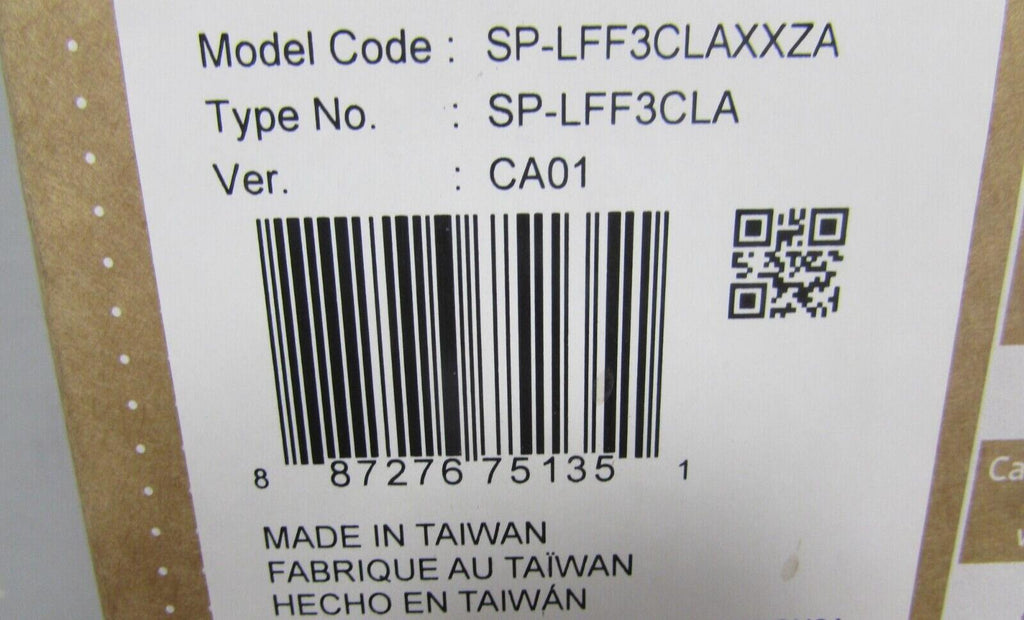 Model Code : SP-LFF3CLAXXZA
Type No. : SP-LFF3CLA
Ver. : CA01
8 87276 75135 1
MADE IN TAIWAN
FABRIQUE AU TAÏWAN
HECHO EN TAIWÁN
Ca